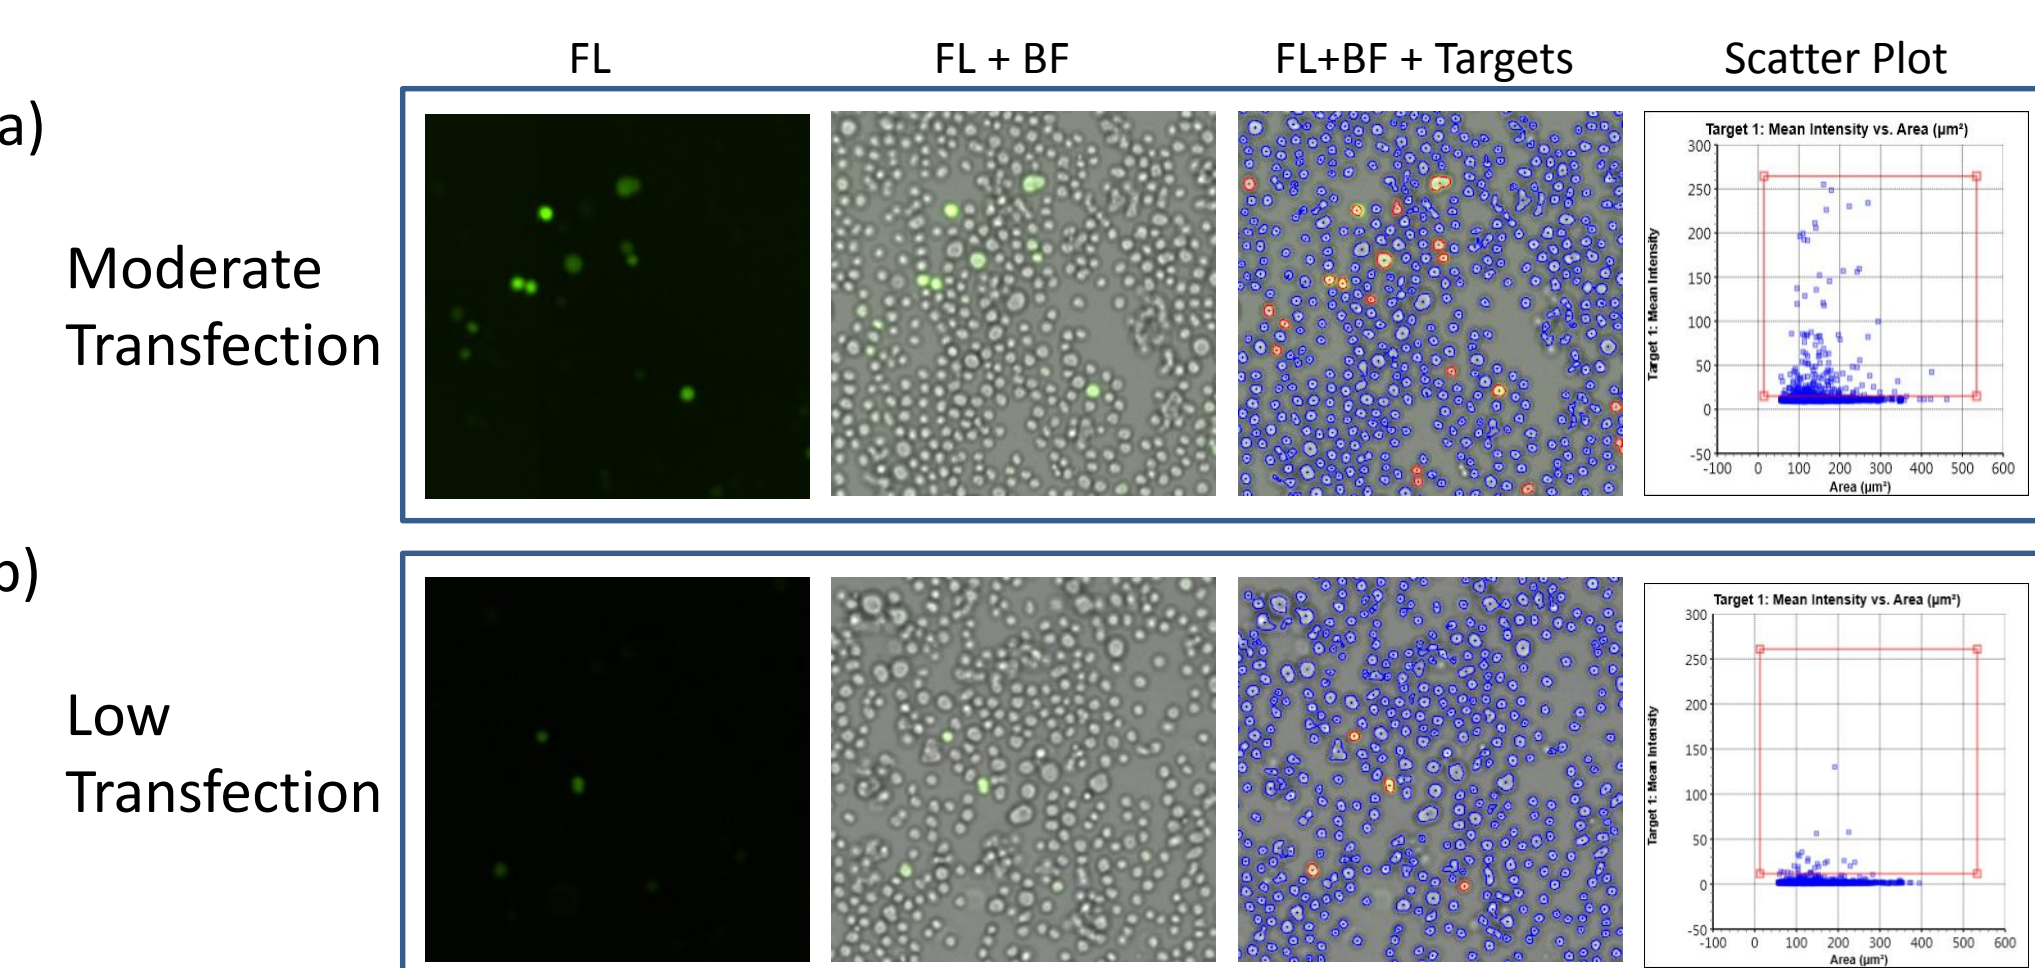 FL
FL + BF
FL+BF + Targets
Scatter Plot
a)
Moderate
Transfection
Target 1: Mean Intensity vs. Area (µm²)
Target 1: Mean Intensity
300
250
200
150
100
50
0
-50
-100 0 100 200 300 400 500 600
Area (µm²)
b)
Low
Transfection
Target 1: Mean Intensity vs. Area (µm²)
Target 1: Mean Intensity
300
250
200
150
100
50
0
-50
-100 0 100 200 300 400 500 600
Area (µm²)